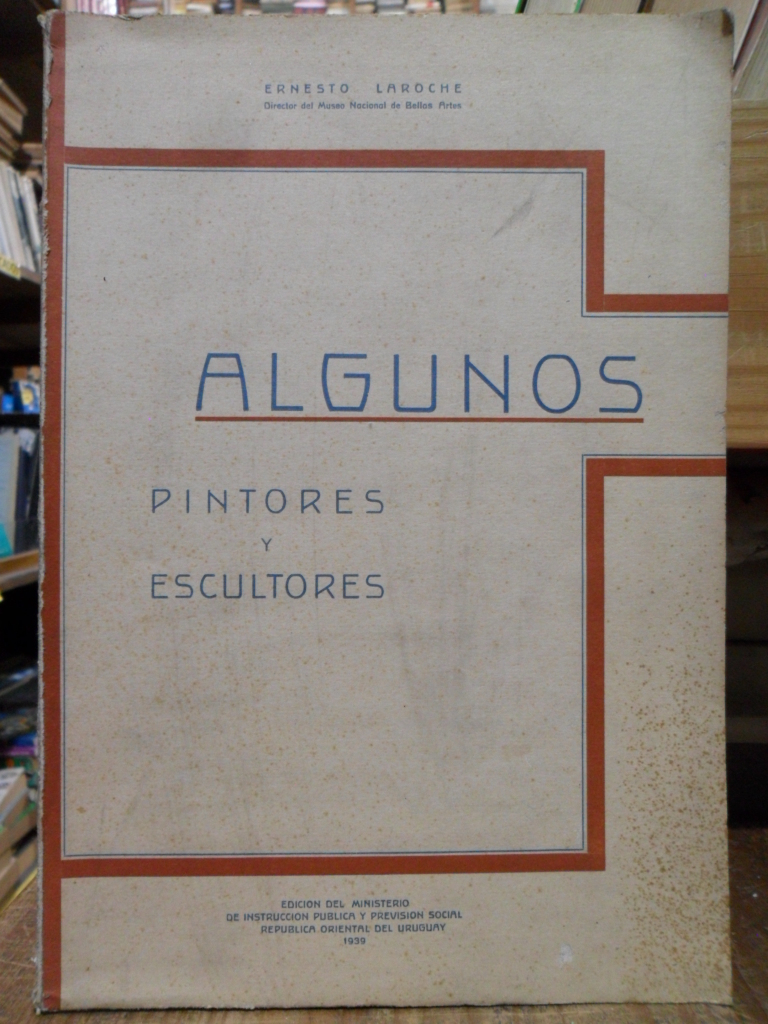 ERNESTO LAROCHE
Director del Museo Nacional de Bellas Artes
ALGUNOS
PINTORES
Y
ESCULTORES
EDICION DEL MINISTERIO
DE INSTRUCCION PUBLICA Y PREVISION SOCIAL
REPUBLICA ORIENTAL DEL URUGUAY
1939